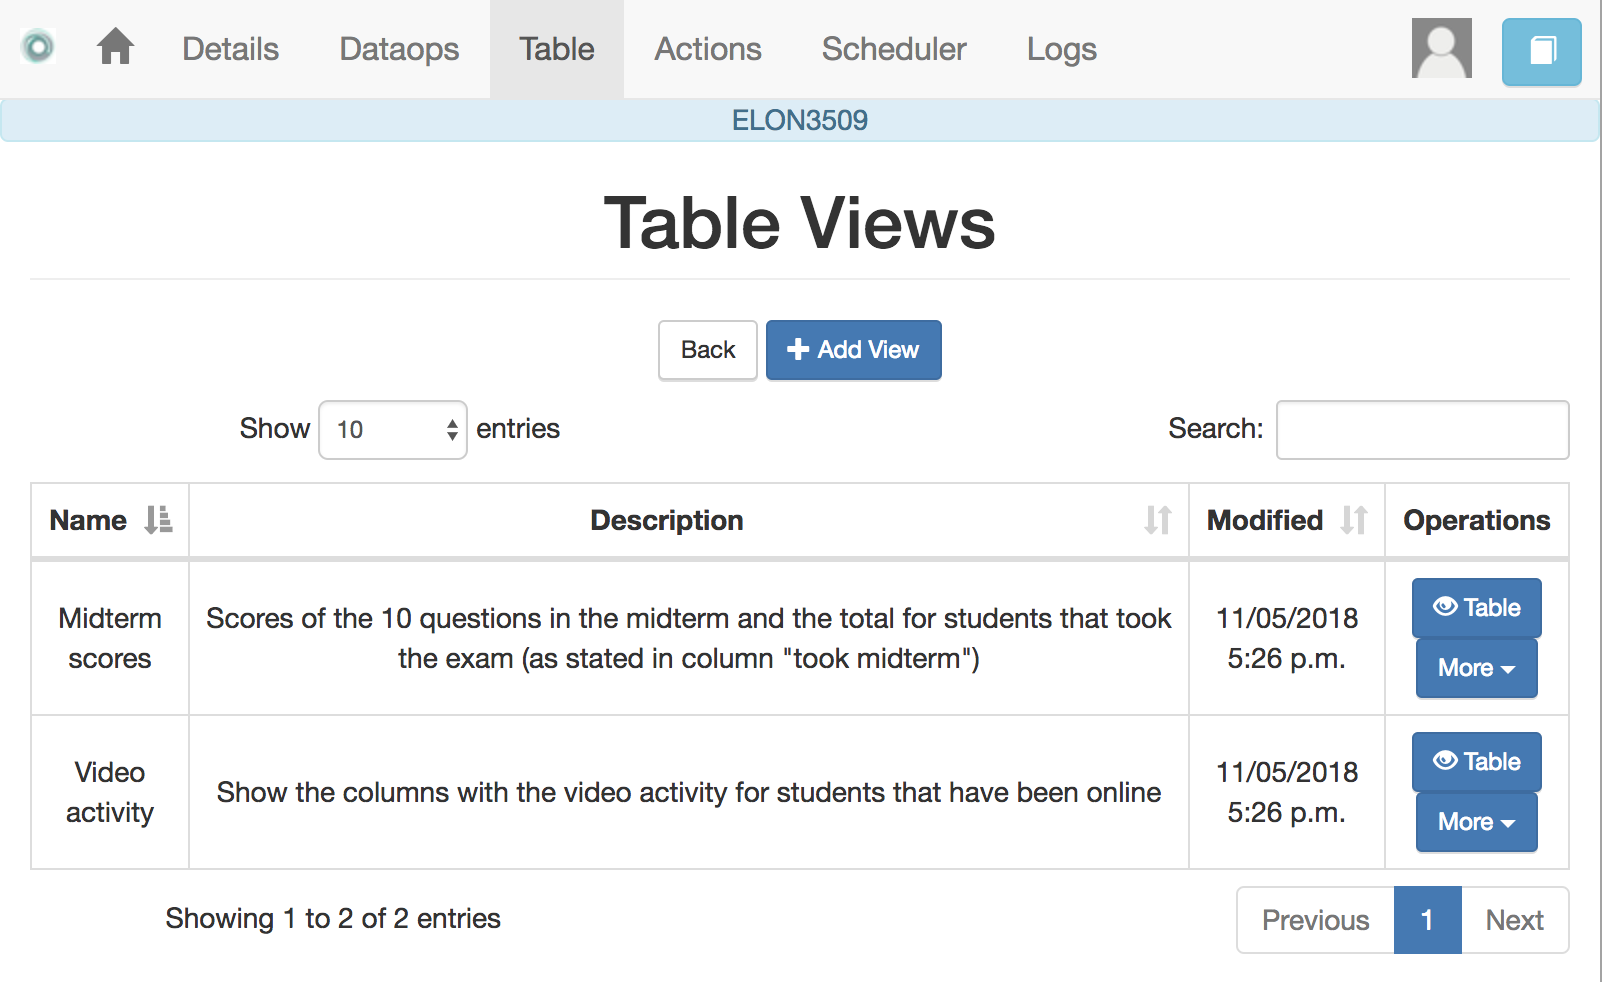 Details Dataops Table Actions Scheduler Logs
ELON3509
Table Views
Back Add View
Show 10 entries Search:
Name Description Modified Operations
Midterm scores
Scores of the 10 questions in the midterm and the total for students that took
the exam (as stated in column "took midterm")
11/05/2018
5:26 p.m.
Table
More
Video activity
Show the columns with the video activity for students that have been online
11/05/2018
5:26 p.m.
Table
More
Showing 1 to 2 of 2 entries
Previous 1 Next